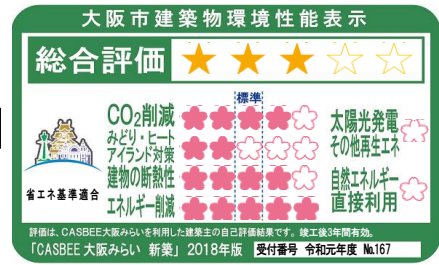 大阪市建築物環境性能表示
総合評価
標準
CO₂削減
みどり・ヒート
アイランド対策
建物の断熱性
エネルギー削減
太陽光発電
その他再生エネ
自然エネルギー
直接利用
省エネ基準適合
評価は、CASBEE大阪みらいを利用した建築主の自己評価結果です。竣工後3年間有効。
「CASBEE大阪みらい 新築」2018年版 受付番号 令和元年度 №167